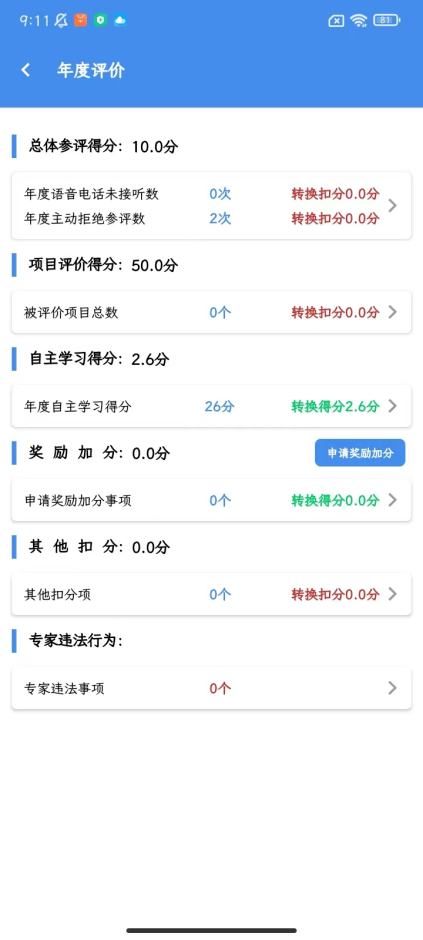 9:11
81
年度评价
总体参评得分：10.0分
年度语音电话未接听数 0次 转换扣分0.0分
年度主动拒绝参评数 2次 转换扣分0.0分
项目评价得分：50.0分
被评价项目总数 0个 转换扣分0.0分
自主学习得分：2.6分
年度自主学习得分 26分 转换得分2.6分
奖 励 加 分：0.0分 申请奖励加分
申请奖励加分事项 0个 转换得分0.0分
其 他 扣 分：0.0分
其他扣分项 0个 转换扣分0.0分
专家违法行为：
专家违法事项 0个